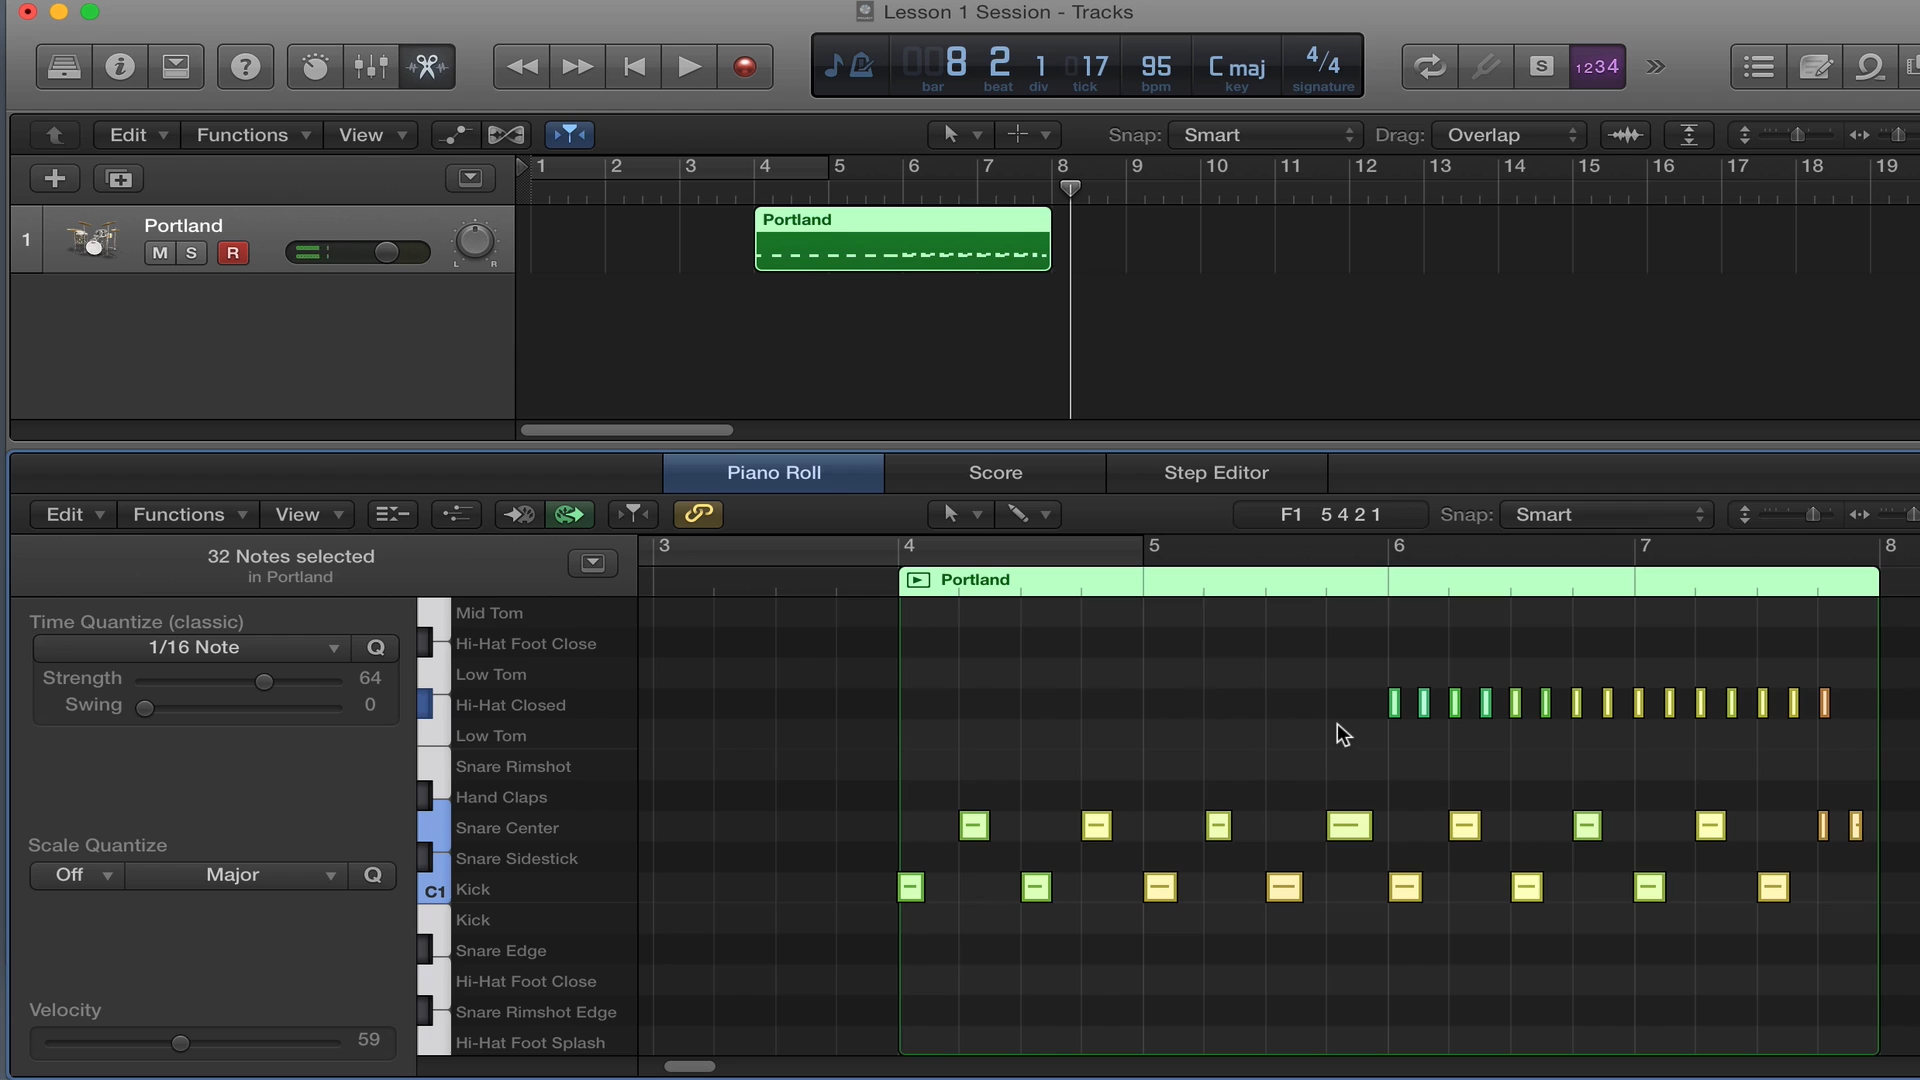 Lesson 1 Session - Tracks
8 2 1 17 95 C maj 4/4
bar beat div tick bpm key signature
S 1234
Edit Functions View Snap: Smart Drag: Overlap
1 2 3 4 5 6 7 8 9 10 11 12 13 14 15 16 17 18 19
1 Portland
M S R L R
Portland
Piano Roll Score Step Editor
Edit Functions View F1 5 4 2 1 Snap: Smart
32 Notes selected
in Portland
3 4 5 6 7 8
Portland
Time Quantize (classic)
1/16 Note Q
Strength 64
Swing 0
Scale Quantize
Off Major Q
Velocity
59
Mid Tom
Hi-Hat Foot Close
Low Tom
Hi-Hat Closed
Low Tom
Snare Rimshot
Hand Claps
Snare Center
Snare Sidestick
C1 Kick
Kick
Snare Edge
Hi-Hat Foot Close
Snare Rimshot Edge
Hi-Hat Foot Splash